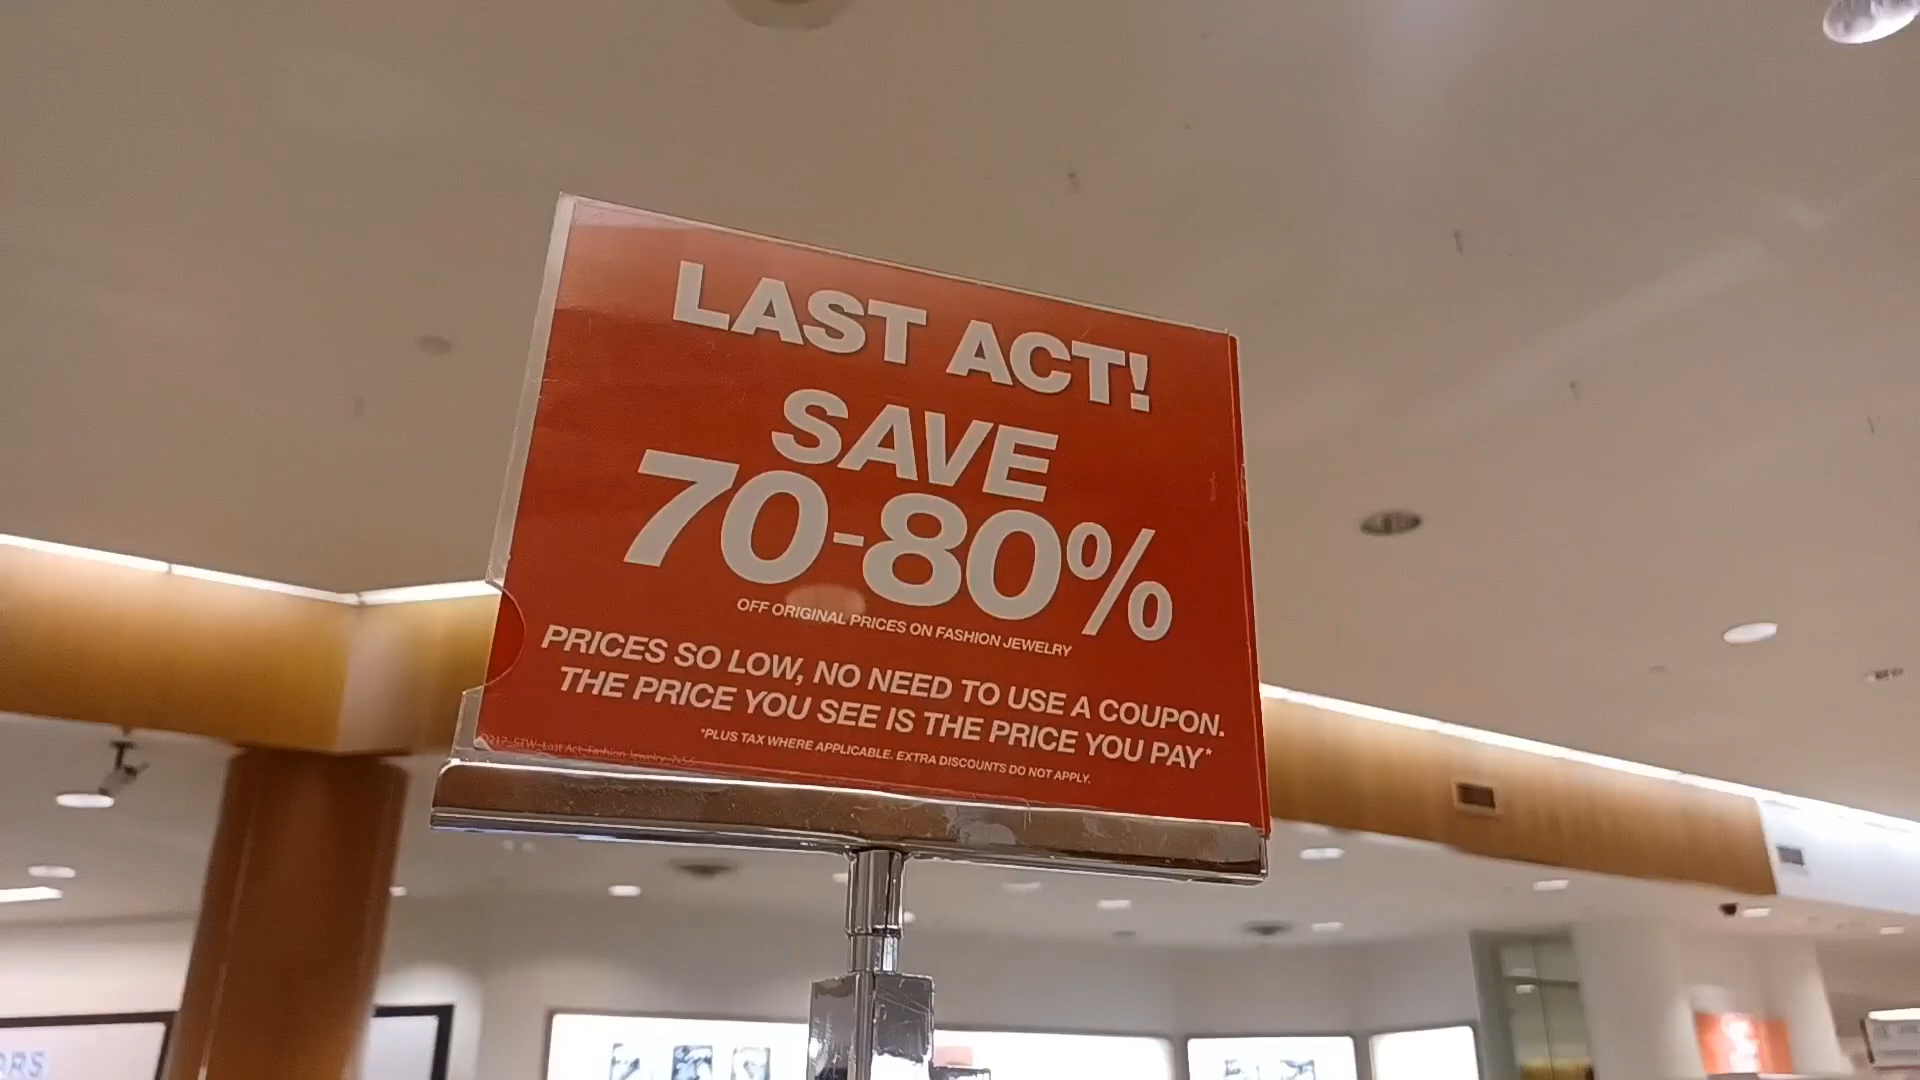 LAST ACT!
SAVE
70-80%
OFF ORIGINAL PRICES ON FASHION JEWELRY
PRICES SO LOW, NO NEED TO USE A COUPON.
THE PRICE YOU SEE IS THE PRICE YOU PAY*
*PLUS TAX WHERE APPLICABLE. EXTRA DISCOUNTS DO NOT APPLY.